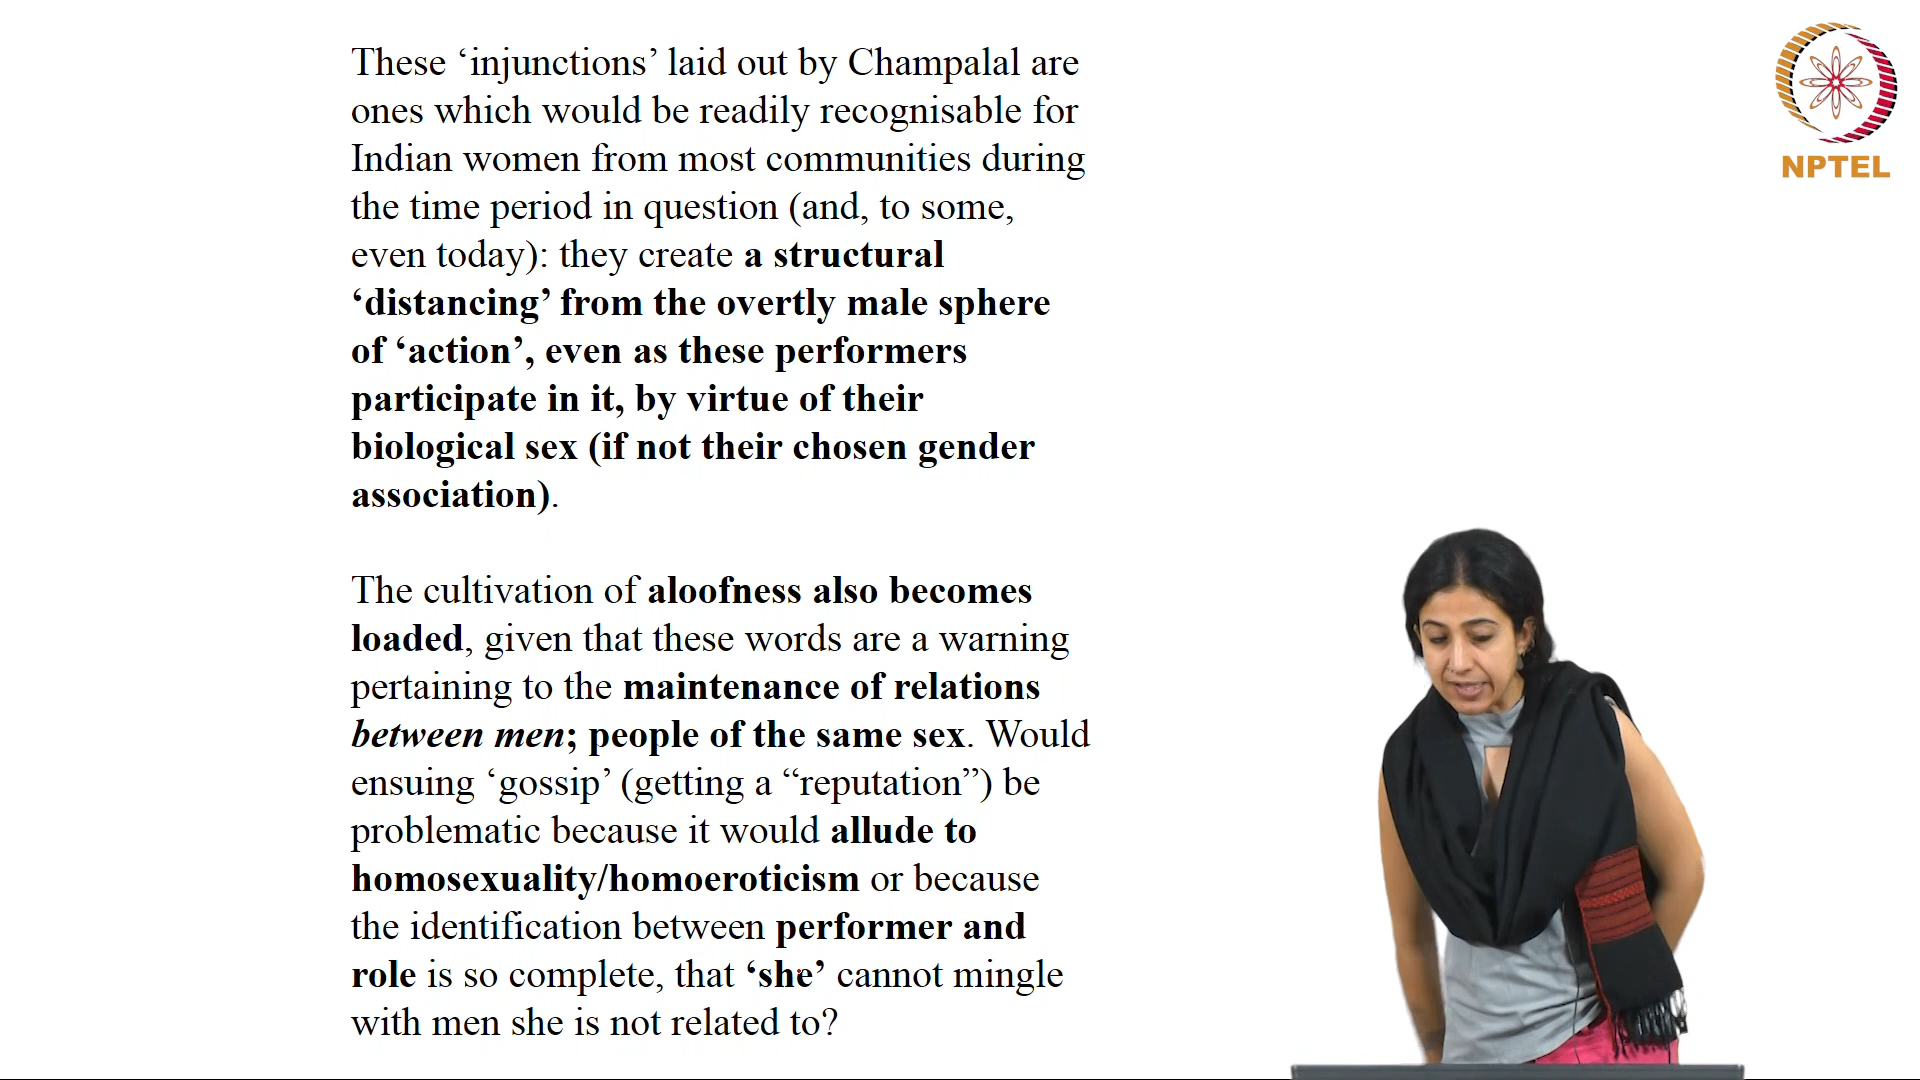 These ‘injunctions’ laid out by Champalal are
ones which would be readily recognisable for
Indian women from most communities during
the time period in question (and, to some,
even today): they create a structural
‘distancing’ from the overtly male sphere
of ‘action’, even as these performers
participate in it, by virtue of their
biological sex (if not their chosen gender
association).
The cultivation of aloofness also becomes
loaded, given that these words are a warning
pertaining to the maintenance of relations
between men; people of the same sex. Would
ensuing ‘gossip’ (getting a “reputation”) be
problematic because it would allude to
homosexuality/homoeroticism or because
the identification between performer and
role is so complete, that ‘she’ cannot mingle
with men she is not related to?
NPTEL